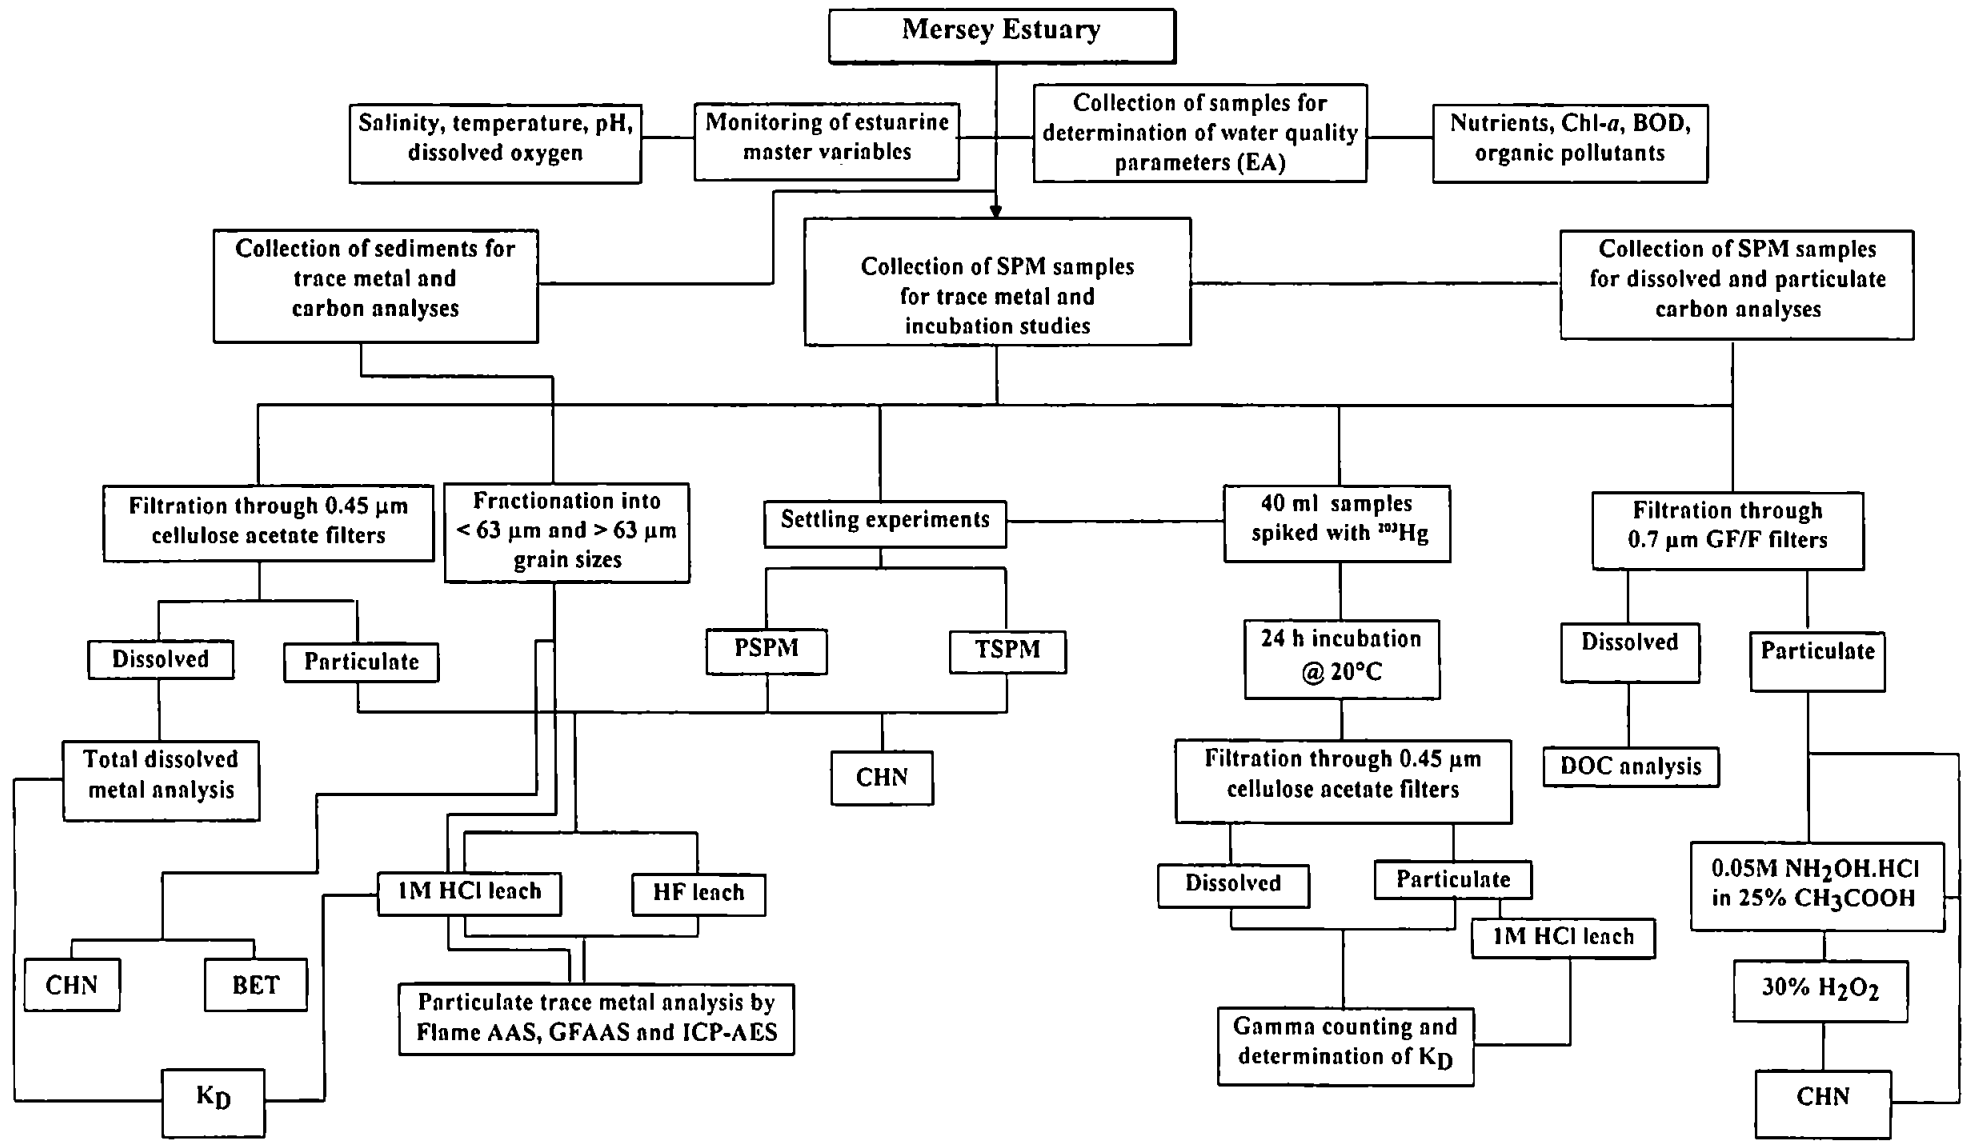 Mersey Estuary
Salinity, temperature, pH,
dissolved oxygen
Monitoring of estuarine
master variables
Collection of samples for
determination of water quality
parameters (EA)
Nutrients, Chl-a, BOD,
organic pollutants
Collection of sediments for
trace metal and
carbon analyses
Collection of SPM samples
for trace metal and
incubation studies
Collection of SPM samples
for dissolved and particulate
carbon analyses
Filtration through 0.45 μm
cellulose acetate filters
Fractionation into
< 63 μm and > 63 μm
grain sizes
Settling experiments
40 ml samples
spiked with ²⁰³Hg
Filtration through
0.7 μm GF/F filters
Dissolved
Particulate
PSPM
TSPM
24 h incubation
@ 20°C
Dissolved
Particulate
Total dissolved
metal analysis
CHN
Filtration through 0.45 μm
cellulose acetate filters
DOC analysis
1M HCl leach
HF leach
Dissolved
Particulate
0.05M NH₂OH.HCl
in 25% CH₃COOH
1M HCl leach
CHN
BET
Particulate trace metal analysis by
Flame AAS, GFAAS and ICP-AES
30% H₂O₂
Gamma counting and
determination of K_D
K_D
CHN